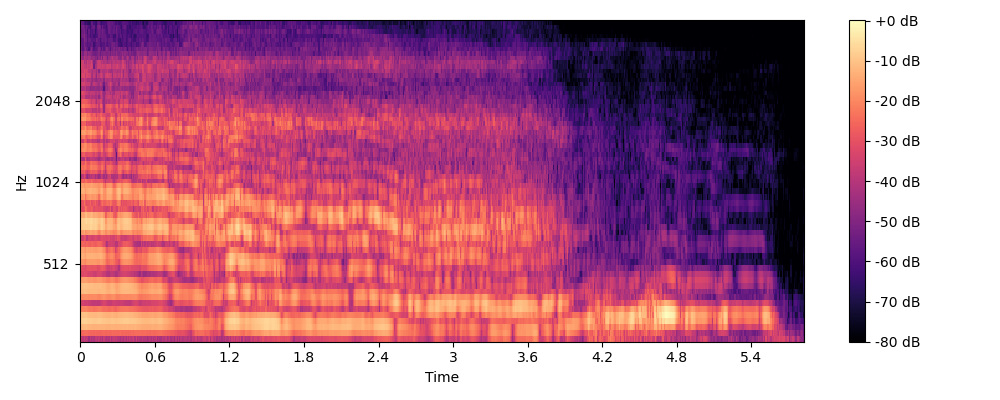 +0 dB
-10 dB
2048
-20 dB
-30 dB
1024
Hz
-40 dB
-50 dB
512
-60 dB
-70 dB
-80 dB
0 0.6 1.2 1.8 2.4 3 3.6 4.2 4.8 5.4
Time